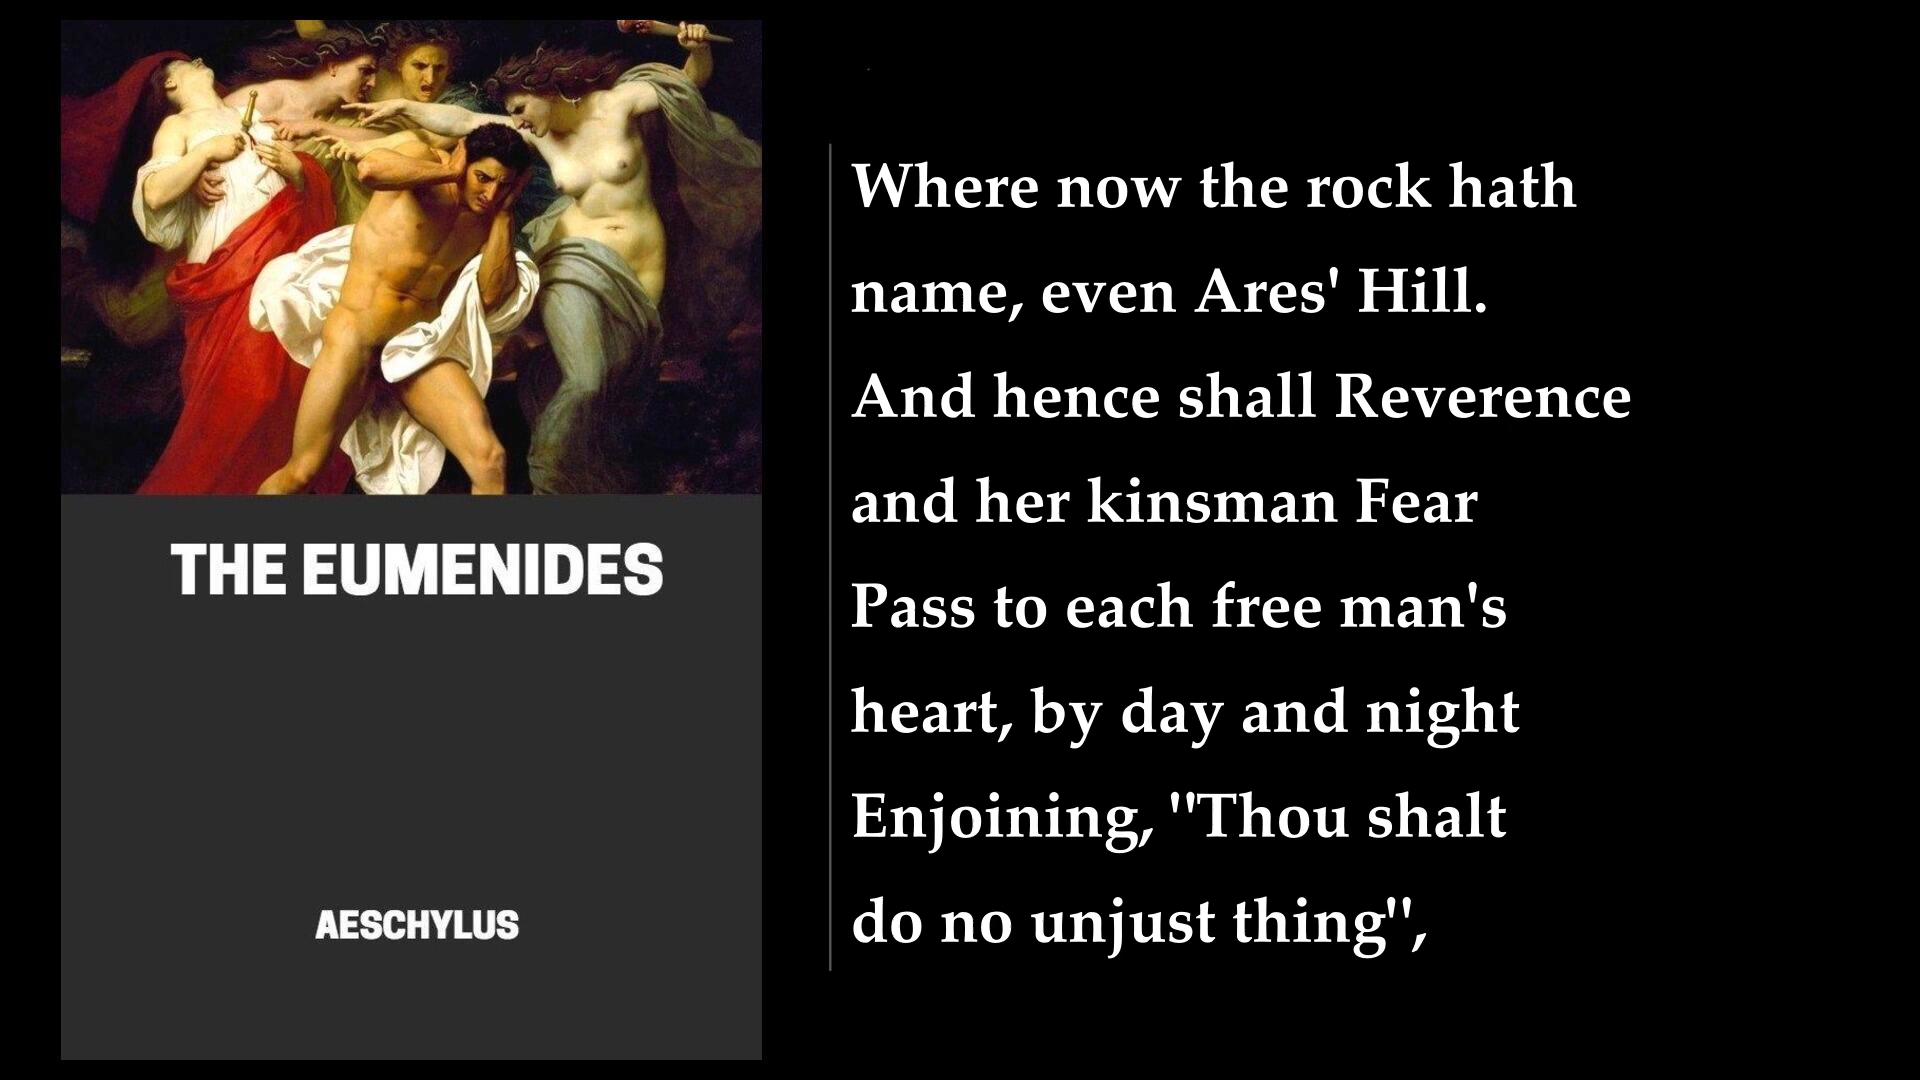 THE EUMENIDES
AESCHYLUS
Where now the rock hath
name, even Ares' Hill.
And hence shall Reverence
and her kinsman Fear
Pass to each free man's
heart, by day and night
Enjoining, "Thou shalt
do no unjust thing",